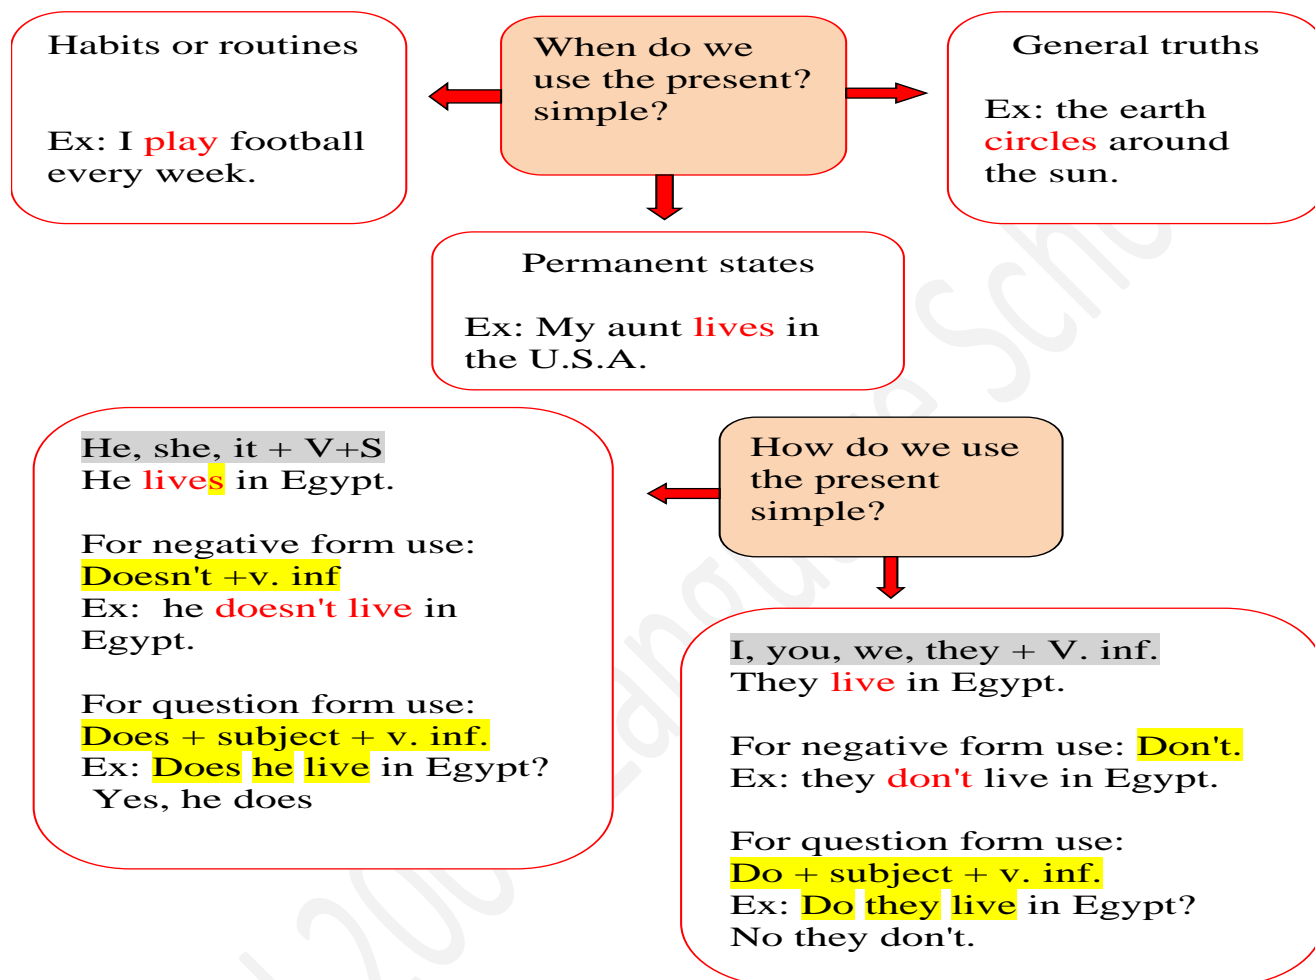 Habits or routines
Ex: I play football
every week.
When do we
use the present?
simple?
General truths
Ex: the earth
circles around
the sun.
Permanent states
Ex: My aunt lives in
the U.S.A.
How do we use
the present
simple?
He, she, it + V+S
He lives in Egypt.
For negative form use:
Doesn't +v. inf
Ex:  he doesn't live in
Egypt.
For question form use:
Does + subject + v. inf.
Ex: Does he live in Egypt?
Yes, he does
I, you, we, they + V. inf.
They live in Egypt.
For negative form use: Don't.
Ex: they don't live in Egypt.
For question form use:
Do + subject + v. inf.
Ex: Do they live in Egypt?
No they don't.